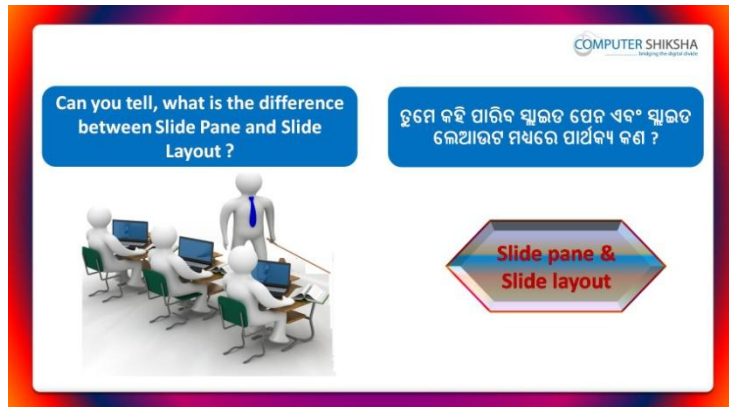 COMPUTER SHIKSHA
bridging the digital divide
Can you tell, what is the difference
between Slide Pane and Slide
Layout ?
ତୁମେ କହି ପାରିବ ସ୍ଲାଇଡ ପେନ ଏବଂ ସ୍ଲାଇଡ
ଲେଆଉଟ ମଧ୍ୟରେ ପାର୍ଥକ୍ୟ କଣ ?
Slide pane &
Slide layout